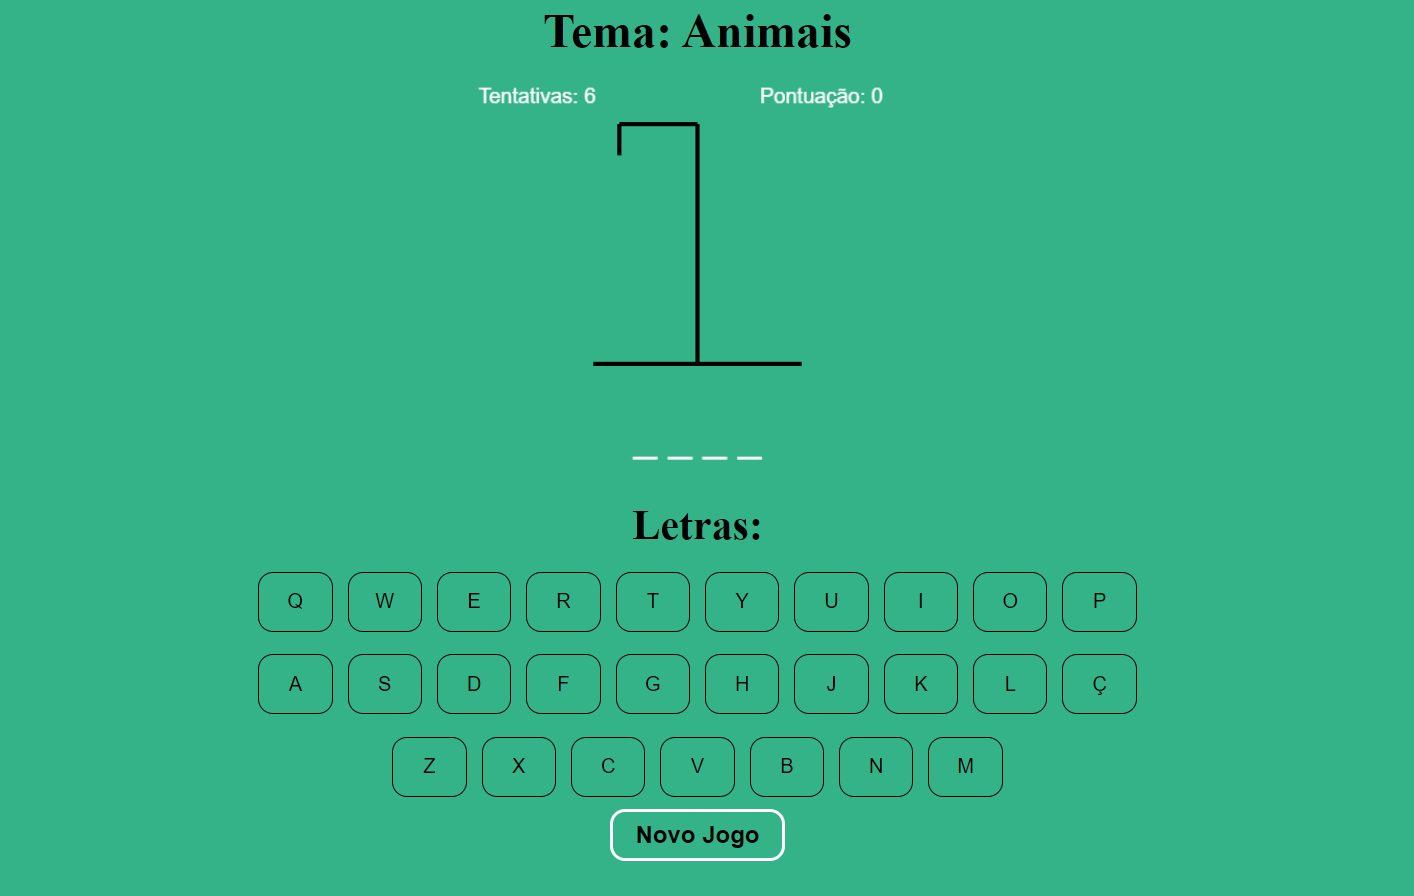 Tema: Animais
Tentativas: 6 Pontuação: 0
_ _ _ _
Letras:
Q W E R T Y U I O P
A S D F G H J K L Ç
Z X C V B N M
Novo Jogo